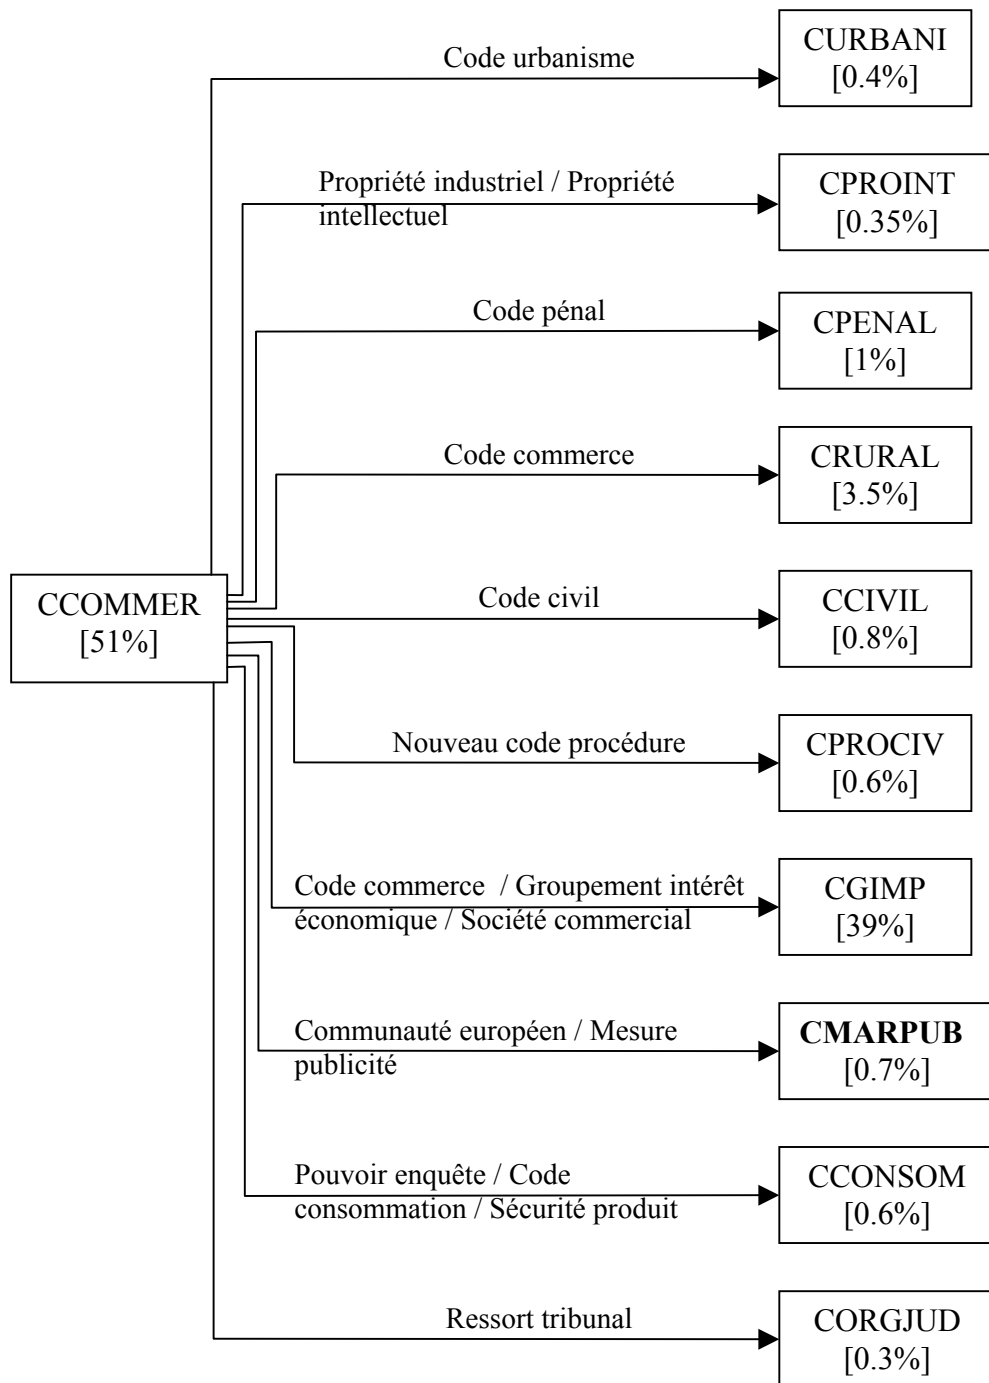 Code urbanisme
CURBANI
[0.4%]
Propriété industriel / Propriété
intellectuel
CPROINT
[0.35%]
Code pénal
CPENAL
[1%]
Code commerce
CRURAL
[3.5%]
CCOMMER
[51%]
Code civil
CCIVIL
[0.8%]
Nouveau code procédure
CPROCIV
[0.6%]
Code commerce / Groupement intérêt
économique / Société commercial
CGIMP
[39%]
Communauté européen / Mesure
publicité
CMARPUB
[0.7%]
Pouvoir enquête / Code
consommation / Sécurité produit
CCONSOM
[0.6%]
Ressort tribunal
CORGJUD
[0.3%]